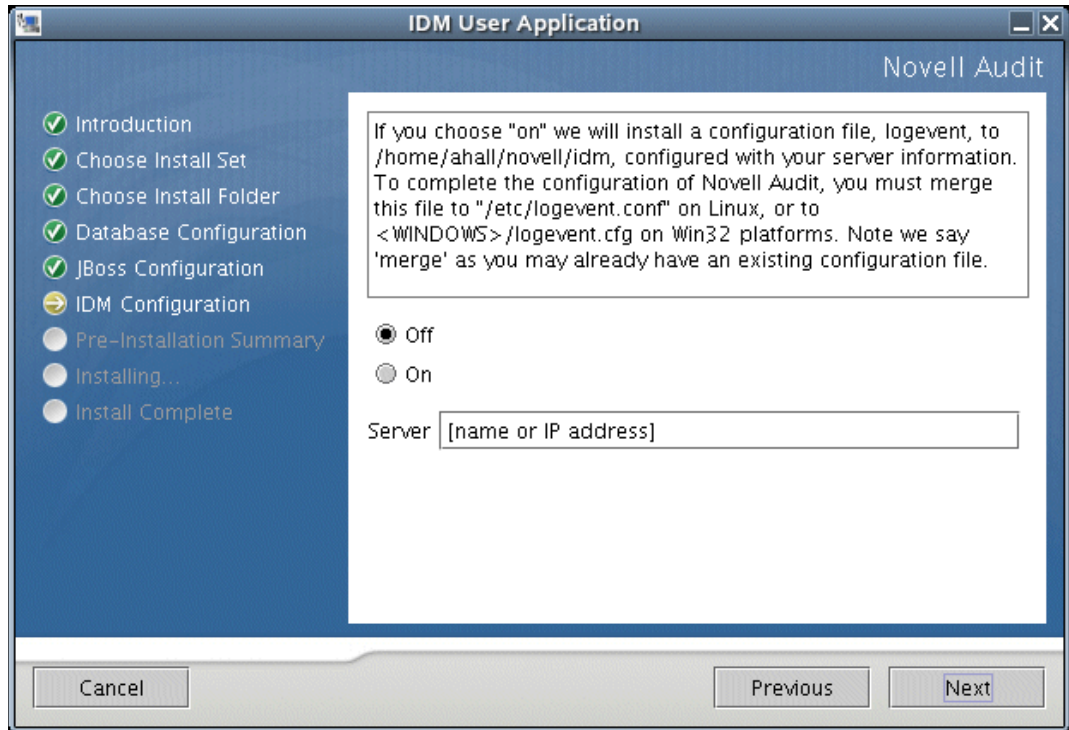 IDM User Application
Novell Audit
Introduction
Choose Install Set
Choose Install Folder
Database Configuration
JBoss Configuration
IDM Configuration
Pre-Installation Summary
Installing...
Install Complete
If you choose "on" we will install a configuration file, logevent, to
/home/ahall/novell/idm, configured with your server information.
To complete the configuration of Novell Audit, you must merge
this file to "/etc/logevent.conf" on Linux, or to
<WINDOWS>/logevent.cfg on Win32 platforms. Note we say
'merge' as you may already have an existing configuration file.
Off
On
Server [name or IP address]
Cancel
Previous
Next